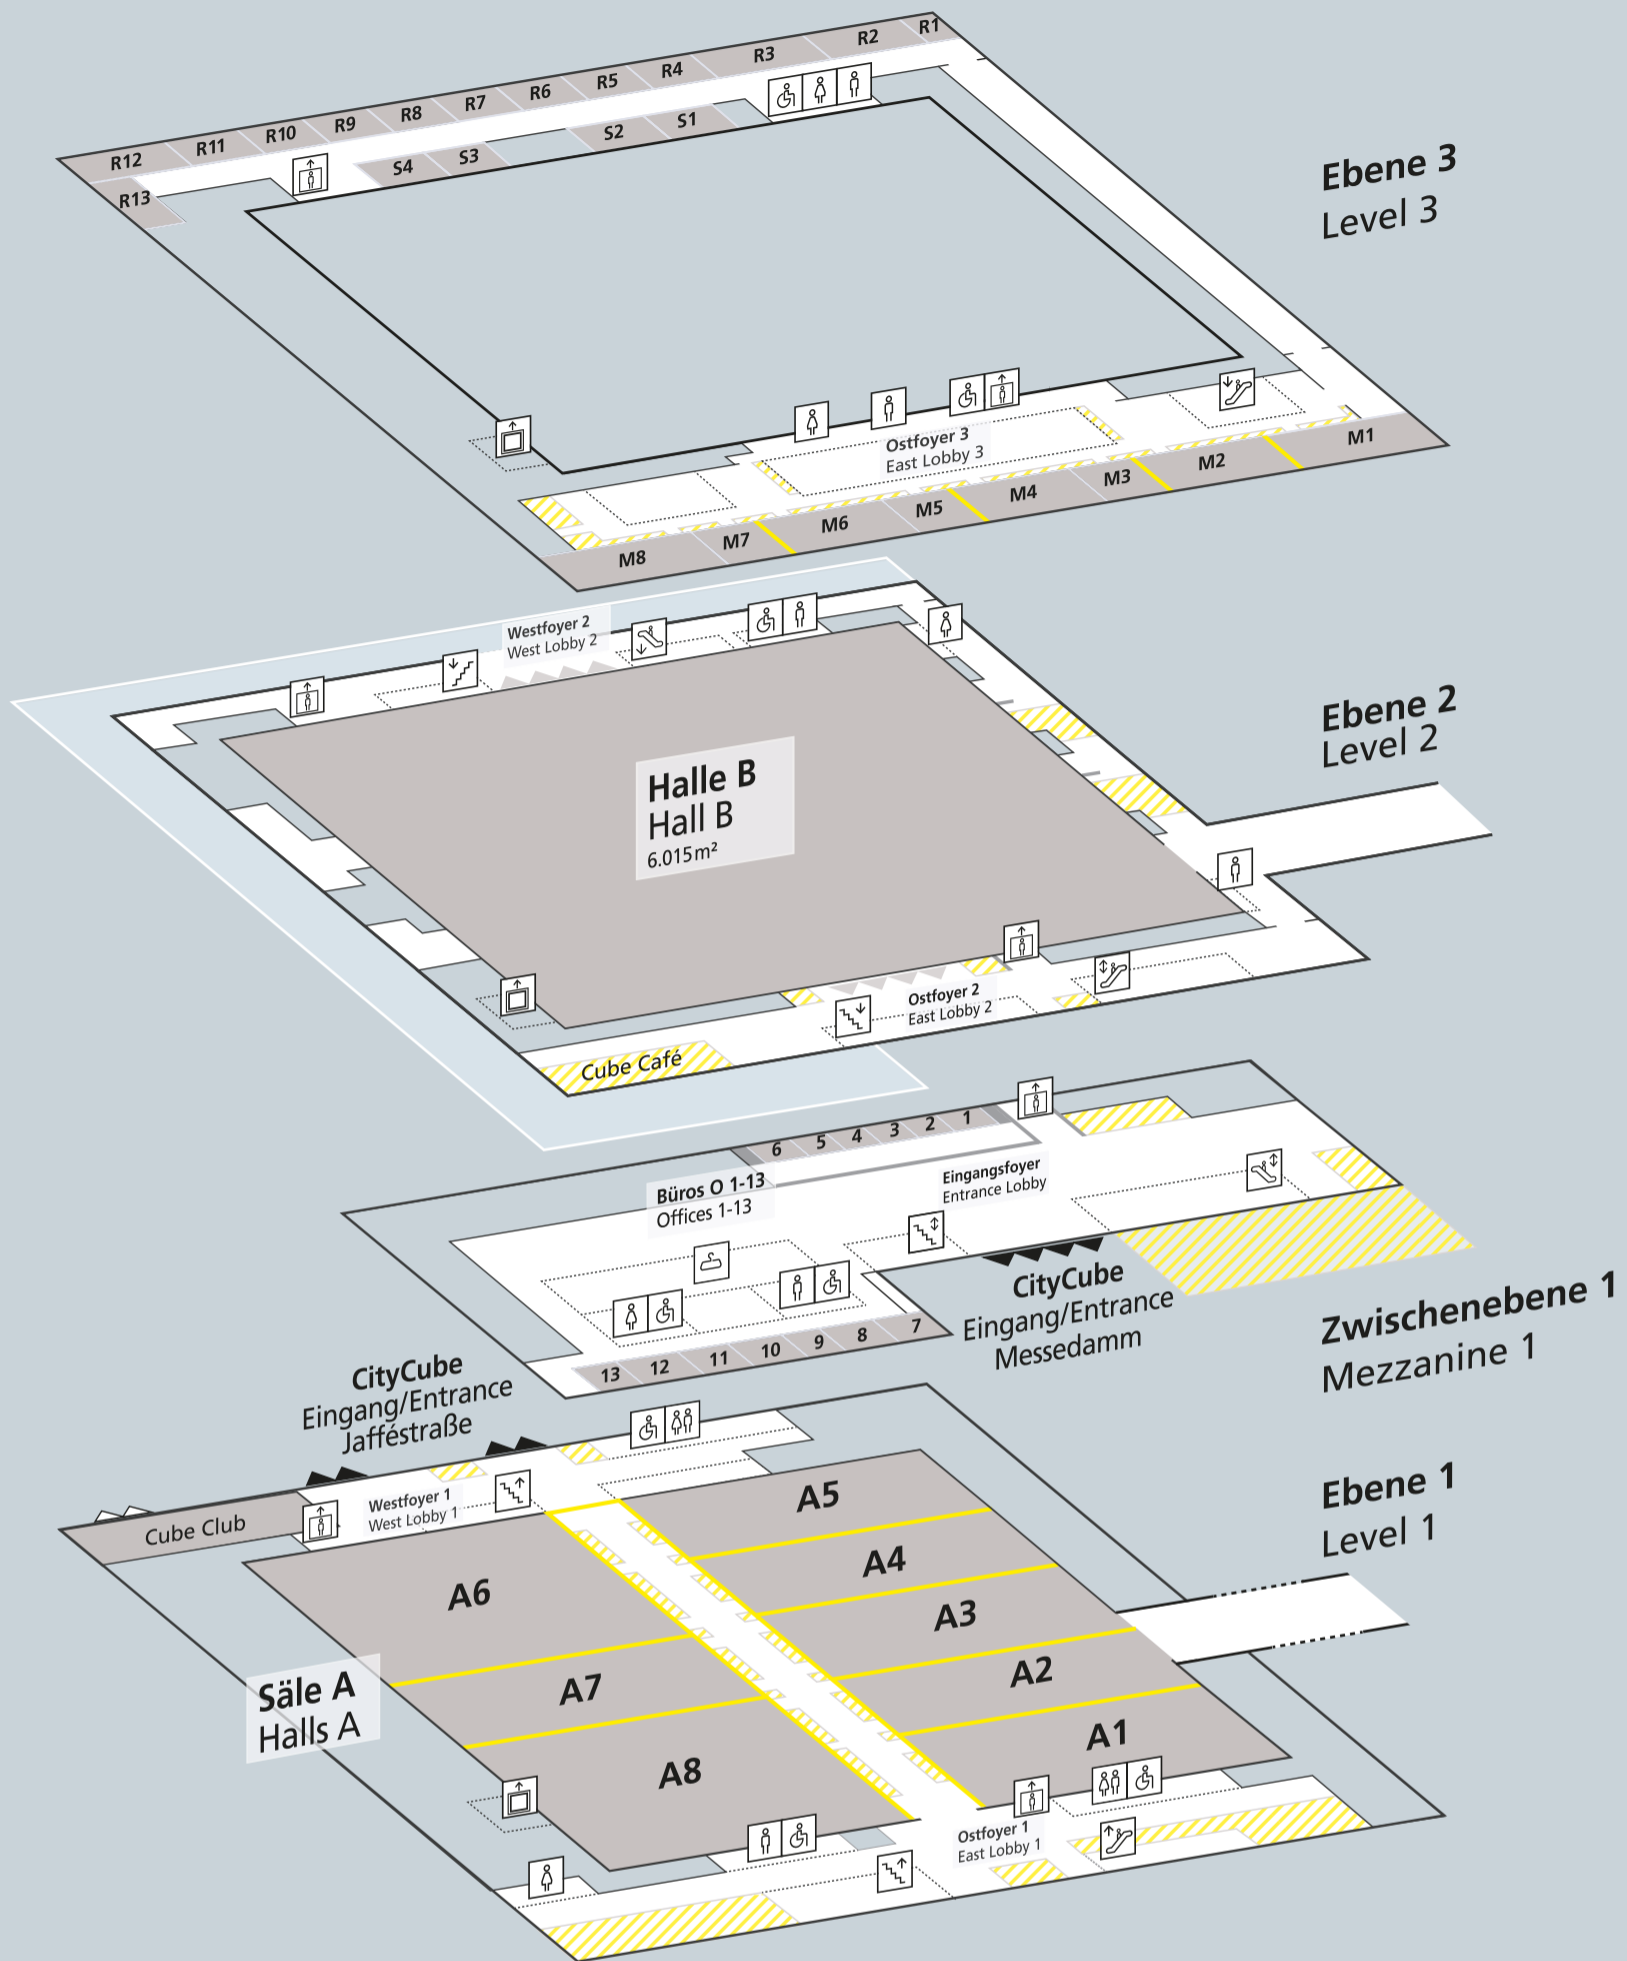 R1
R2
R3
R4
R5
R6
R7
R8
R9
R10
R11
R12
R13
S1
S2
S3
S4
Ebene 3
Level 3
Ostfoyer 3
East Lobby 3
M1
M2
M3
M4
M5
M6
M7
M8
Westfoyer 2
West Lobby 2
Halle B
Hall B
6.015 m²
Ebene 2
Level 2
Ostfoyer 2
East Lobby 2
Cube Café
1
2
3
4
5
6
Büros O 1-13
Offices 1-13
Eingangsfoyer
Entrance Lobby
CityCube
Eingang/Entrance
Messedamm
Zwischenebene 1
Mezzanine 1
7
8
9
10
11
12
13
CityCube
Eingang/Entrance
Jafféstraße
Cube Club
Westfoyer 1
West Lobby 1
Ebene 1
Level 1
A5
A4
A3
A2
A1
A6
A7
A8
Säle A
Halls A
Ostfoyer 1
East Lobby 1